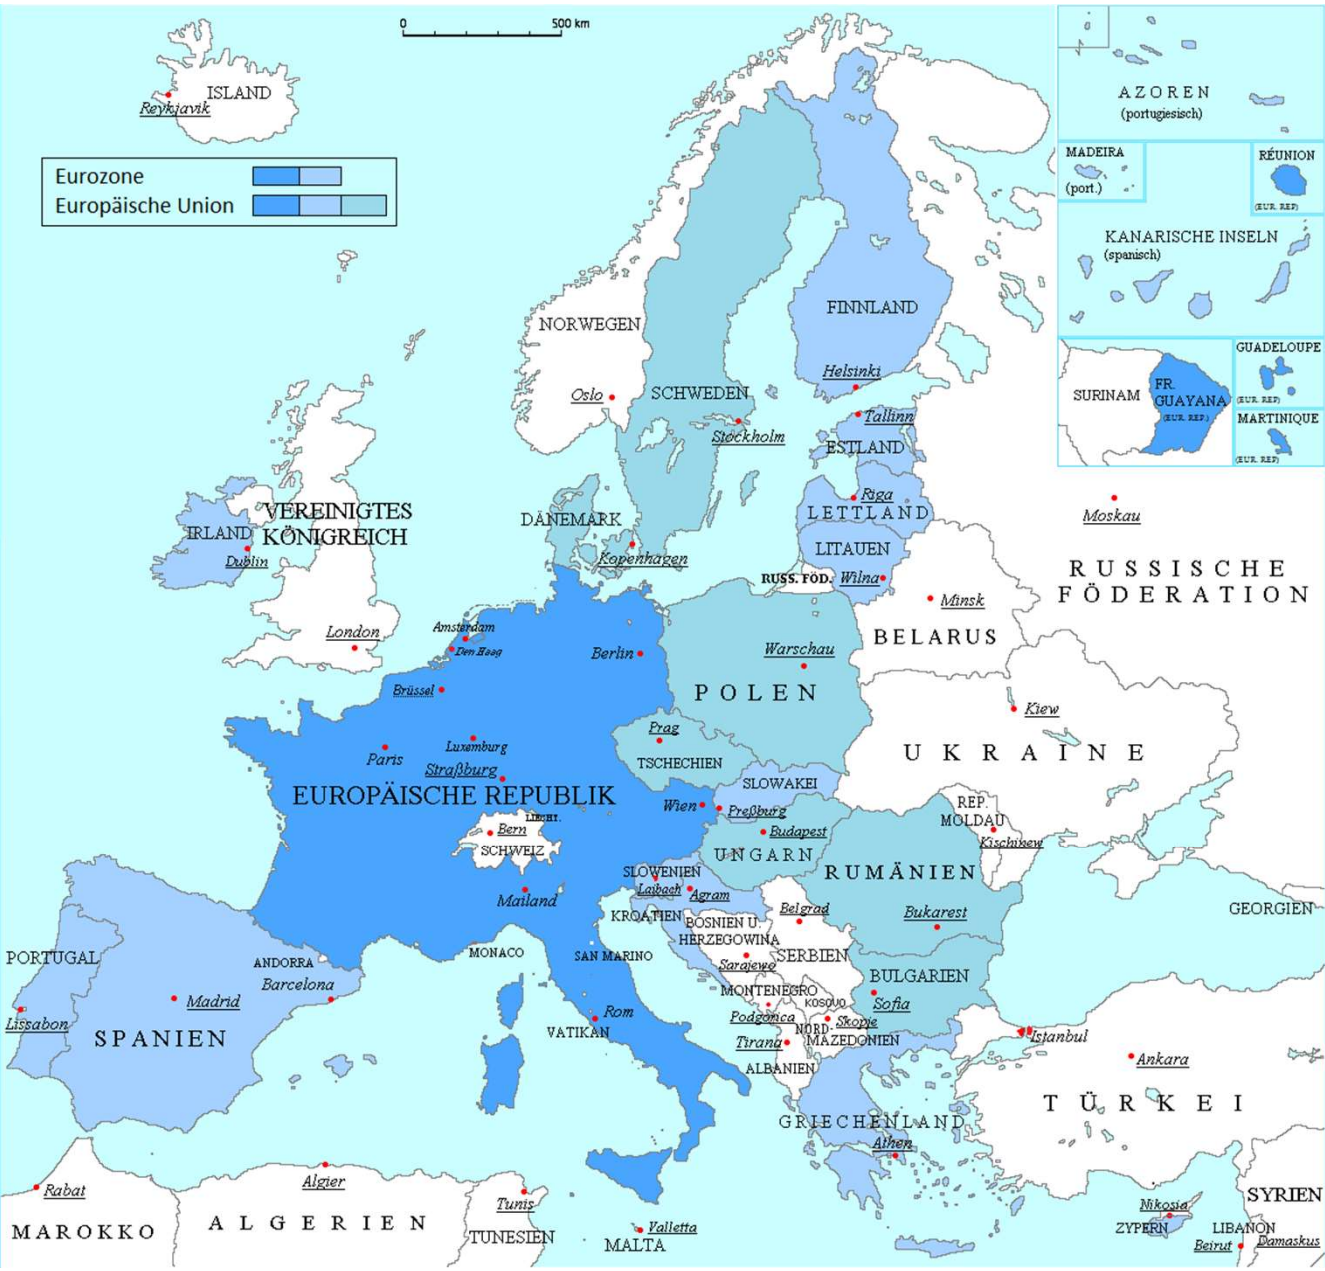 0 500 km
ISLAND
Reykjavik
Eurozone
Europäische Union
AZOREN
(portugiesisch)
MADEIRA
(port.)
RÉUNION
(EUR. REP)
KANARISCHE INSELN
(spanisch)
SURINAM
FR.
GUAYANA
(EUR. REP.)
GUADELOUPE
(EUR. REP)
MARTINIQUE
(EUR. REP)
NORWEGEN
Oslo
SCHWEDEN
Stockholm
FINNLAND
Helsinki
Tallinn
ESTLAND
Riga
LETTLAND
LITAUEN
Wilna
RUSS. FÖD.
DÄNEMARK
Kopenhagen
IRLAND
Dublin
VEREINIGTES
KÖNIGREICH
London
Moskau
RUSSISCHE
FÖDERATION
Minsk
BELARUS
Amsterdam
Den Haag
Berlin
Warschau
POLEN
Brüssel
Kiew
UKRAINE
Paris
Luxemburg
Straßburg
EUROPÄISCHE REPUBLIK
Prag
TSCHECHIEN
SLOWAKEI
Wien
Preßburg
LIECHT.
Bern
SCHWEIZ
Budapest
UNGARN
REP.
MOLDAU
Kischinew
RUMÄNIEN
Bukarest
SLOWENIEN
Laibach
Agram
Mailand
KROATIEN
BOSNIEN U.
HERZEGOWINA
Sarajewo
Belgrad
SERBIEN
GEORGIEN
PORTUGAL
Lissabon
Madrid
SPANIEN
ANDORRA
Barcelona
MONACO
SAN MARINO
Rom
VATIKAN
MONTENEGRO
Podgorica
KOSOVO
BULGARIEN
Sofia
Skopje
NORD-
MAZEDONIEN
Tirana
ALBANIEN
Istanbul
Ankara
TÜRKEI
GRIECHENLAND
Athen
Rabat
MAROKKO
Algier
ALGERIEN
Tunis
TUNESIEN
Valletta
MALTA
Nikosia
ZYPERN
SYRIEN
LIBANON
Beirut
Damaskus